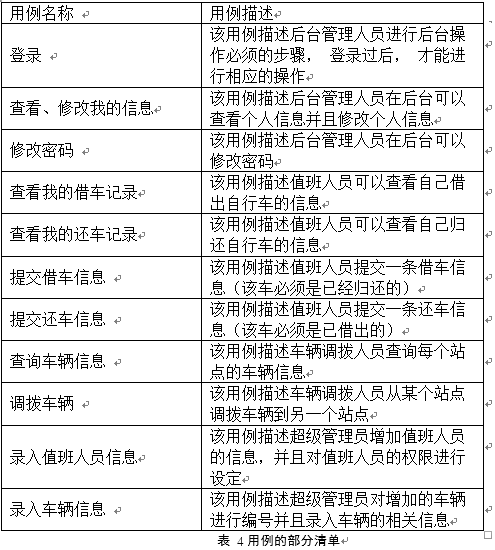 用例名称
用例描述
登录
该用例描述后台管理人员进行后台操
作必须的步骤， 登录过后， 才能进
行相应的操作
查看、修改我的信息
该用例描述后台管理人员在后台可以
查看个人信息并且修改个人信息
修改密码
该用例描述后台管理人员在后台可以
修改密码
查看我的借车记录
该用例描述值班人员可以查看自己借
出自行车的信息
查看我的还车记录
该用例描述值班人员可以查看自己归
还自行车的信息
提交借车信息
该用例描述值班人员提交一条借车信
息（该车必须是已经归还的）
提交还车信息
该用例描述值班人员提交一条还车信
息（该车必须是已借出的）
查询车辆信息
该用例描述车辆调拨人员查询每个站
点的车辆信息
调拨车辆
该用例描述车辆调拨人员从某个站点
调拨车辆到另一个站点
录入值班人员信息
该用例描述超级管理员增加值班人员
的信息，并且对值班人员的权限进行
设定
录入车辆信息
该用例描述超级管理员对增加的车辆
进行编号并且录入车辆的相关信息
表 4 用例的部分清单